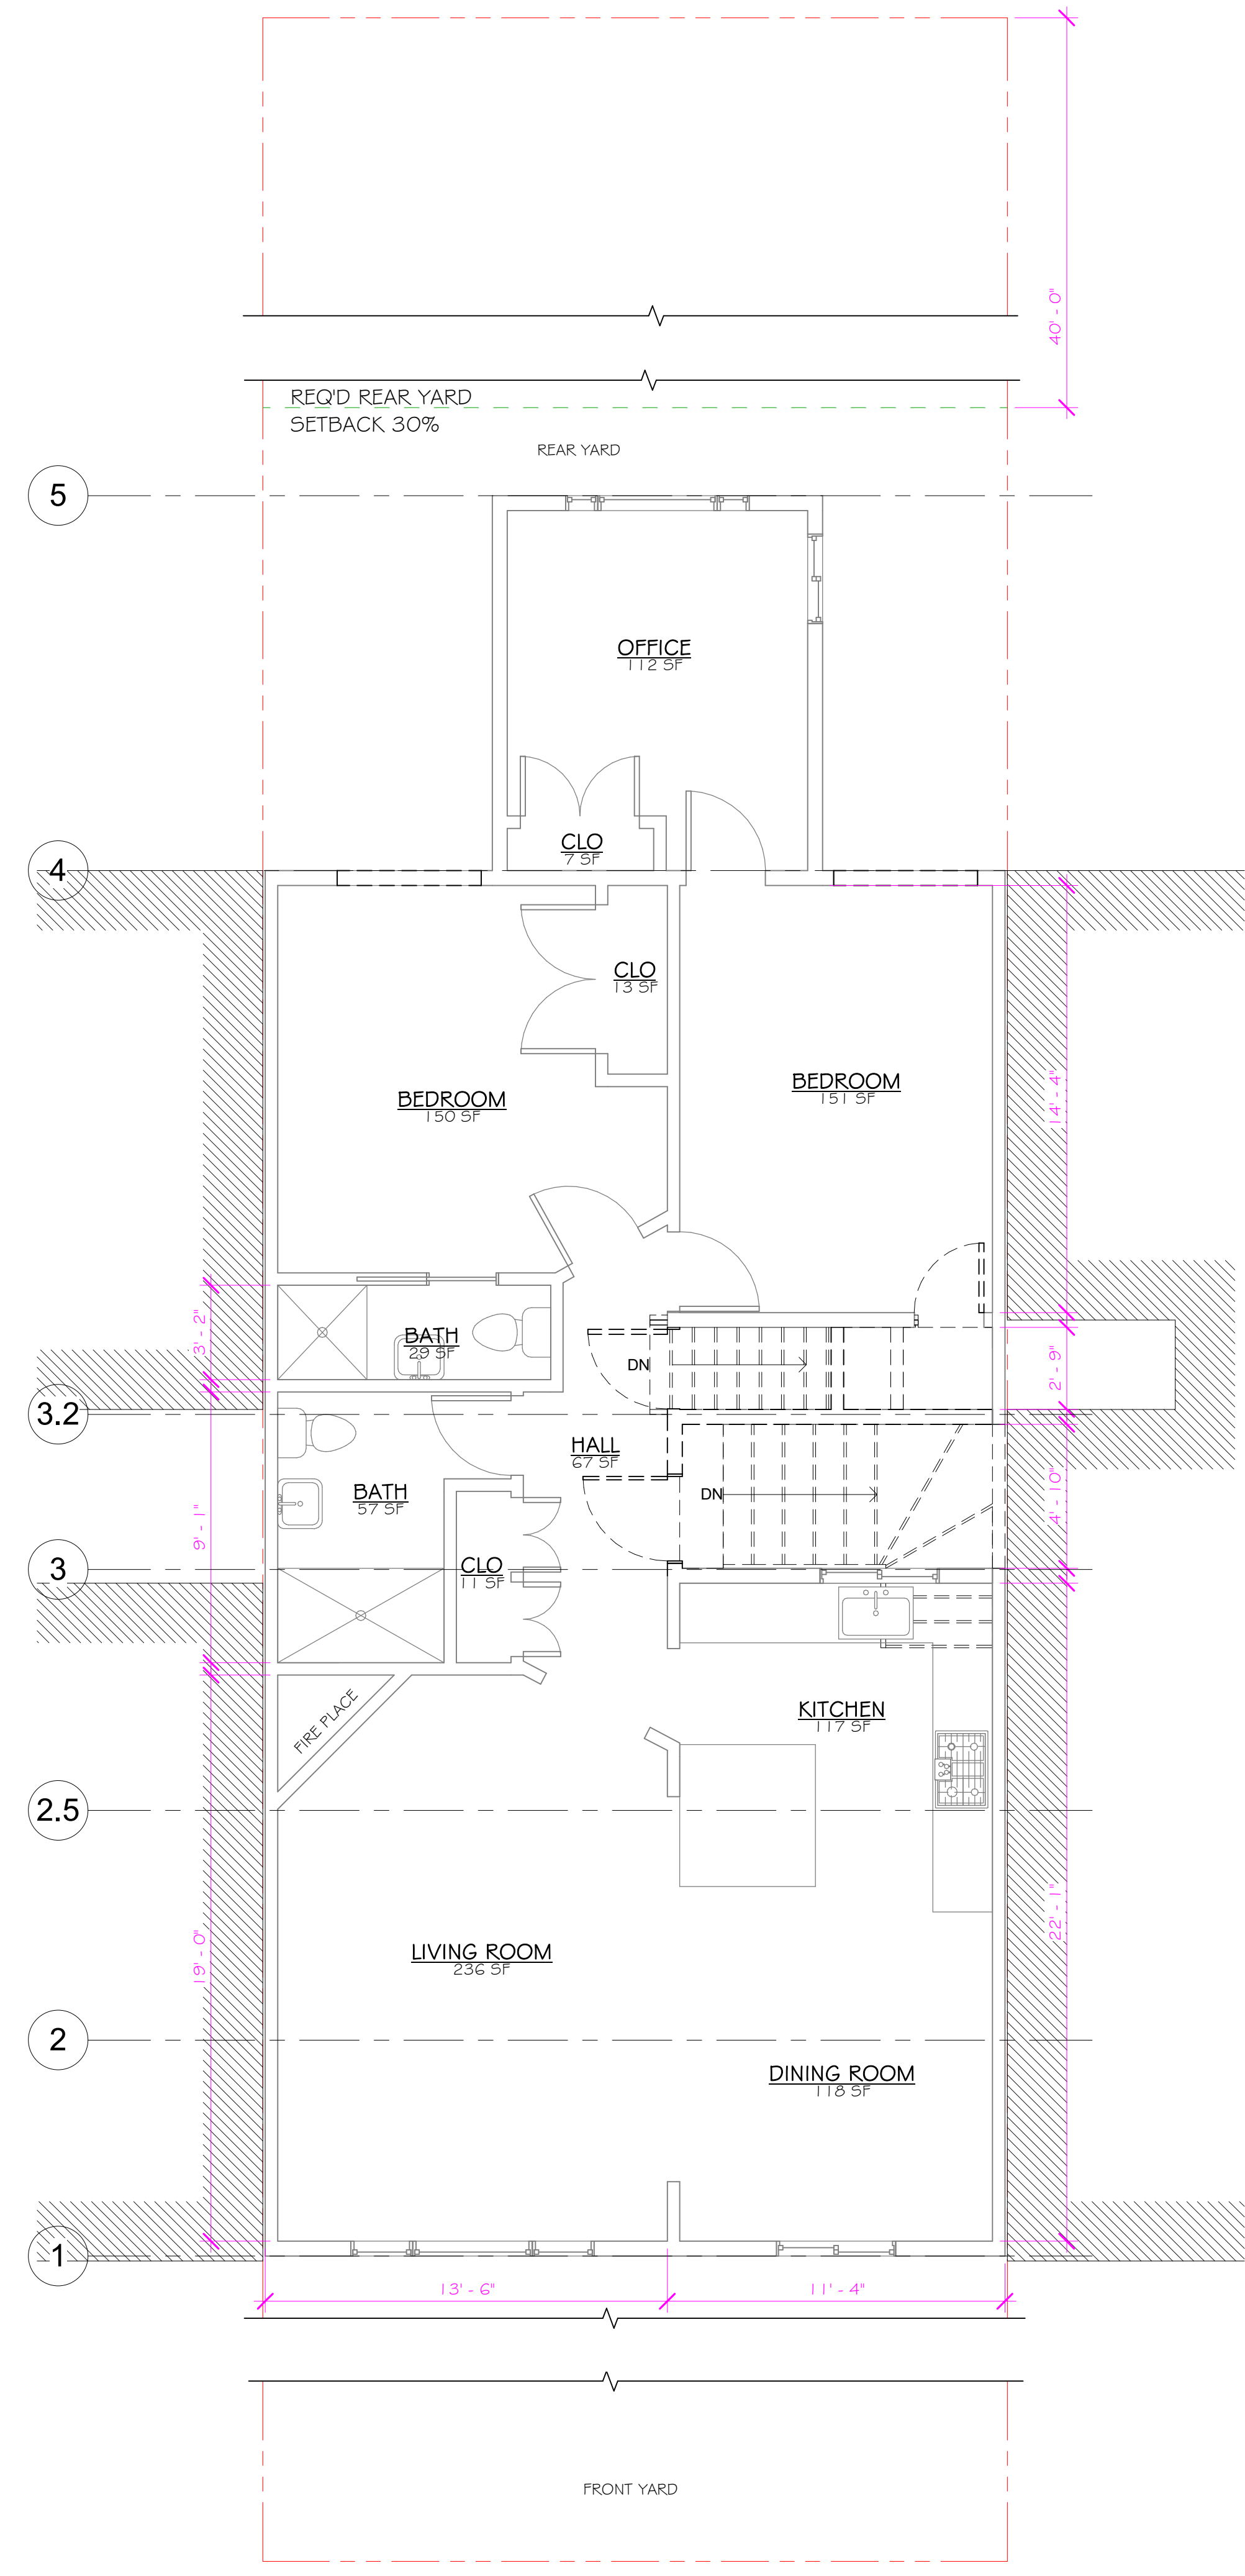 40' - 0"
REQ'D REAR YARD
SETBACK 30%
REAR YARD
5
OFFICE
112 SF
CLO
7 SF
4
CLO
13 SF
BEDROOM
150 SF
BEDROOM
151 SF
14' - 4"
3' - 2"
BATH
29 SF
DN
2' - 9"
3.2
HALL
67 SF
BATH
57 SF
DN
4' - 10"
9' - 1"
3
CLO
11 SF
FIRE PLACE
KITCHEN
117 SF
2.5
22' - 1"
19' - 0"
LIVING ROOM
236 SF
2
DINING ROOM
118 SF
1
13' - 6"
11' - 4"
FRONT YARD